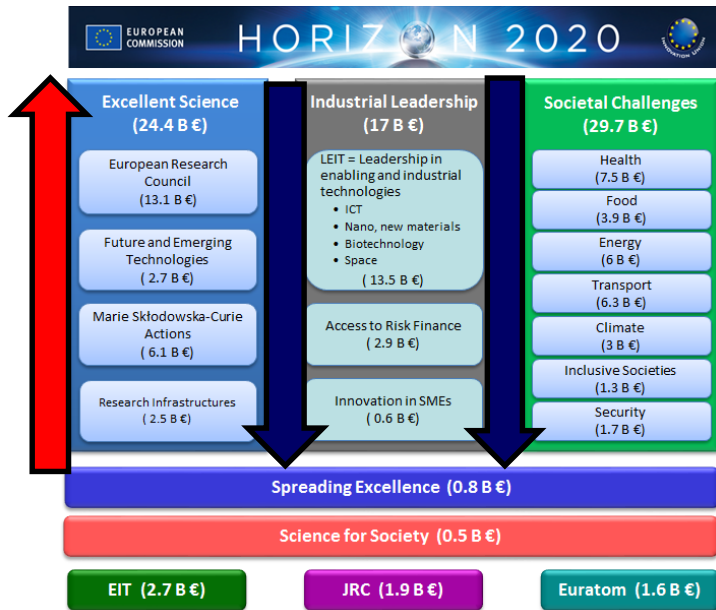 EUROPEAN
COMMISSION
HORIZON 2020
INNOVATION UNION
Excellent Science
(24.4 B €)
European Research
Council
(13.1 B €)
Future and Emerging
Technologies
( 2.7 B €)
Marie Skłodowska-Curie
Actions
( 6.1 B €)
Research Infrastructures
( 2.5 B €)
Industrial Leadership
(17 B €)
LEIT = Leadership in
enabling and industrial
technologies
• ICT
• Nano, new materials
• Biotechnology
• Space
( 13.5 B €)
Access to Risk Finance
( 2.9 B €)
Innovation in SMEs
( 0.6 B €)
Societal Challenges
(29.7 B €)
Health
(7.5 B €)
Food
(3.9 B €)
Energy
(6 B €)
Transport
(6.3 B €)
Climate
(3 B €)
Inclusive Societies
(1.3 B €)
Security
(1.7 B €)
Spreading Excellence (0.8 B €)
Science for Society (0.5 B €)
EIT (2.7 B €)
JRC (1.9 B €)
Euratom (1.6 B €)